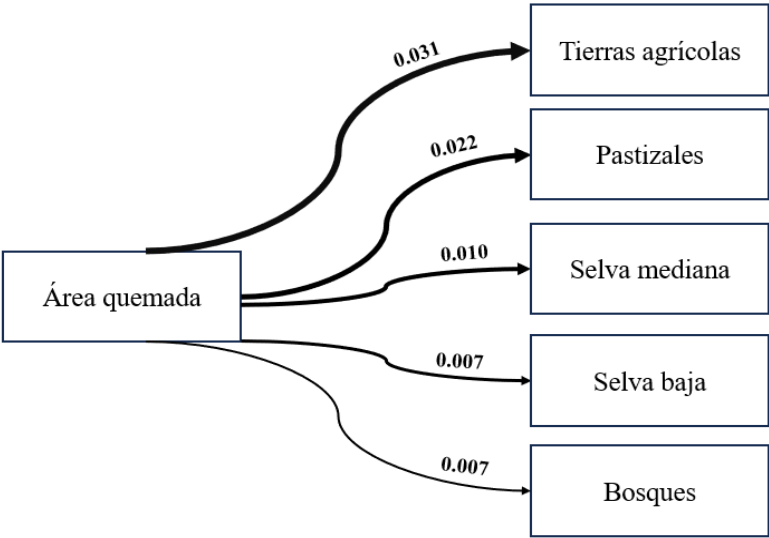 0.031
Tierras agrícolas
0.022
Pastizales
Área quemada
0.010
Selva mediana
0.007
Selva baja
0.007
Bosques